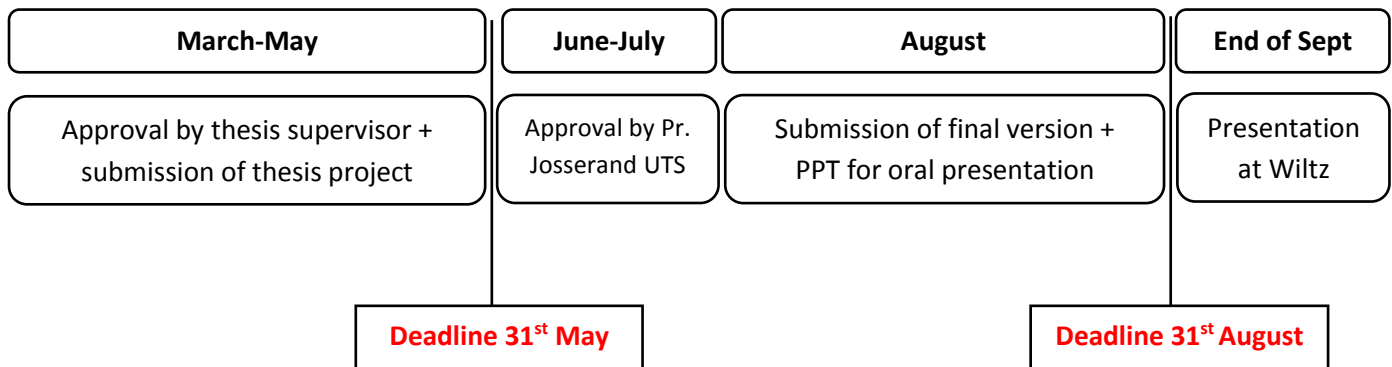 March-May
June-July
August
End of Sept
Approval by thesis supervisor +
submission of thesis project
Approval by Pr.
Josserand UTS
Submission of final version +
PPT for oral presentation
Presentation
at Wiltz
Deadline 31st May
Deadline 31st August